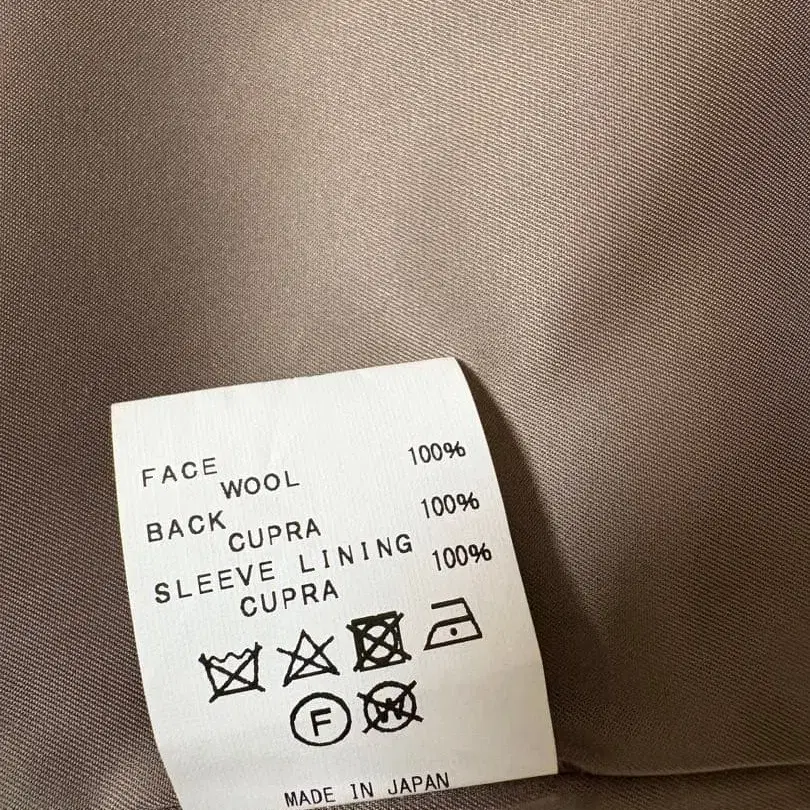 FACE
WOOL 100%
BACK
CUPRA 100%
SLEEVE LINING
CUPRA 100%
F W
MADE IN JAPAN